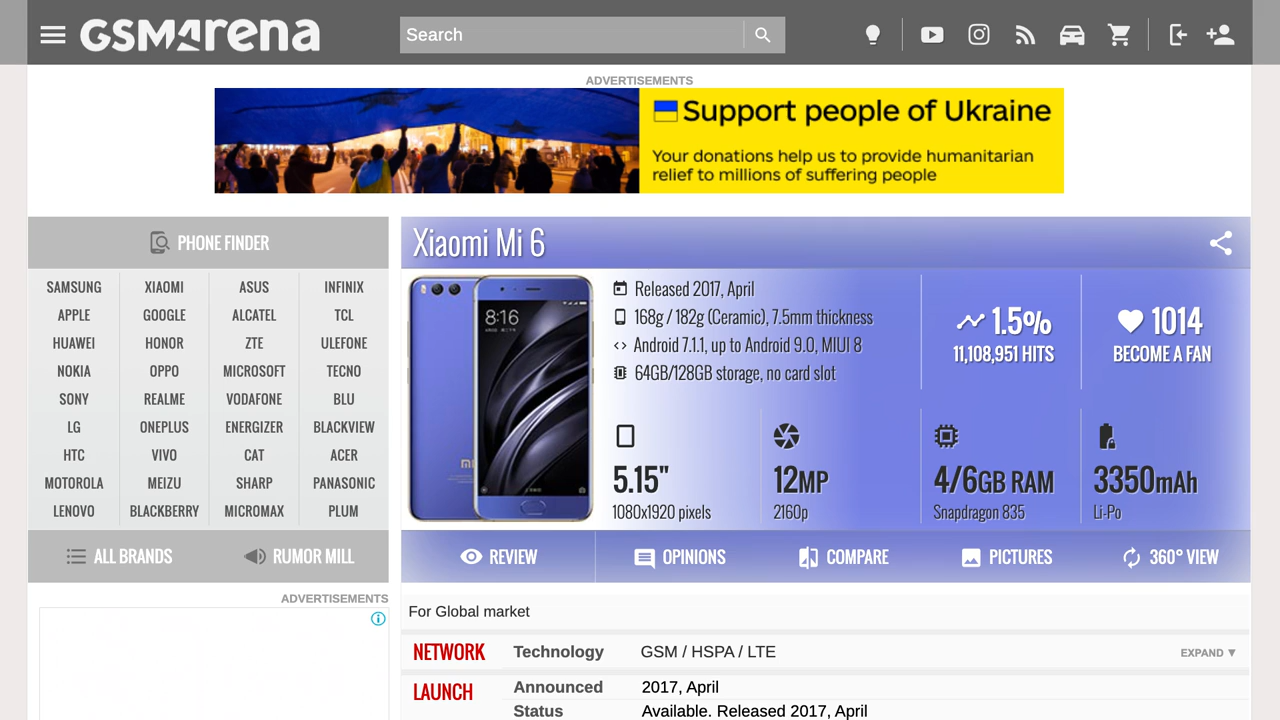 GSMArena
Search
ADVERTISEMENTS
Support people of Ukraine
Your donations help us to provide humanitarian
relief to millions of suffering people
PHONE FINDER
SAMSUNG XIAOMI ASUS INFINIX
APPLE GOOGLE ALCATEL TCL
HUAWEI HONOR ZTE ULEFONE
NOKIA OPPO MICROSOFT TECNO
SONY REALME VODAFONE BLU
LG ONEPLUS ENERGIZER BLACKVIEW
HTC VIVO CAT ACER
MOTOROLA MEIZU SHARP PANASONIC
LENOVO BLACKBERRY MICROMAX PLUM
ALL BRANDS RUMOR MILL
ADVERTISEMENTS
Xiaomi Mi 6
8:16
Released 2017, April
168g / 182g (Ceramic), 7.5mm thickness
Android 7.1.1, up to Android 9.0, MIUI 8
64GB/128GB storage, no card slot
1.5%
11,108,951 HITS
1014
BECOME A FAN
5.15"
1080x1920 pixels
12MP
2160p
4/6GB RAM
Snapdragon 835
3350mAh
Li-Po
REVIEW OPINIONS COMPARE PICTURES 360° VIEW
For Global market
NETWORK Technology GSM / HSPA / LTE EXPAND ▼
LAUNCH Announced 2017, April
Status Available. Released 2017, April